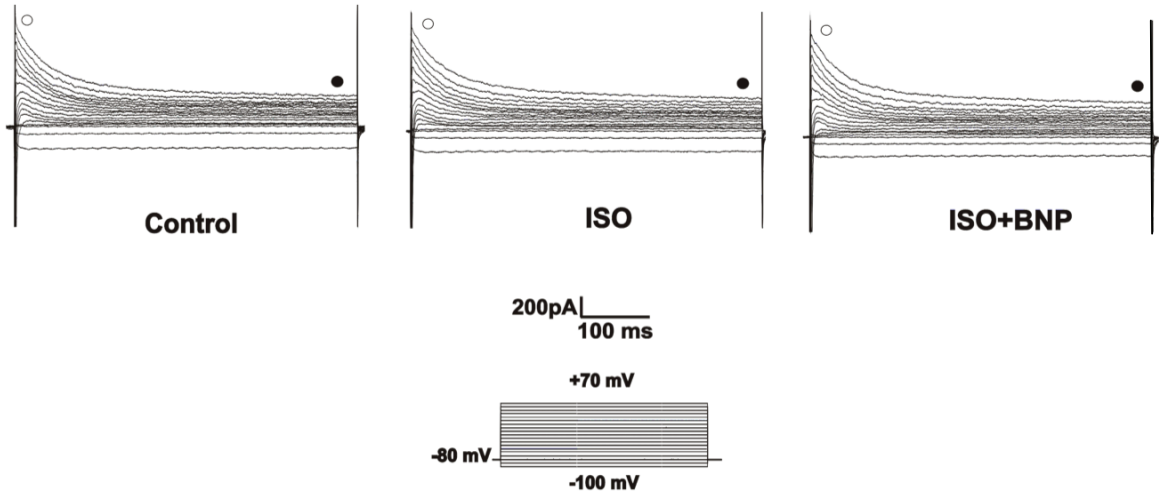 Control
ISO
ISO+BNP
200pA
100 ms
+70 mV
-80 mV
-100 mV